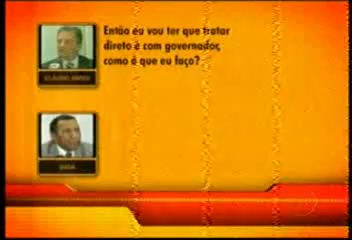 Então eu vou ter que tratar
direto é com governador,
como é que eu faço?